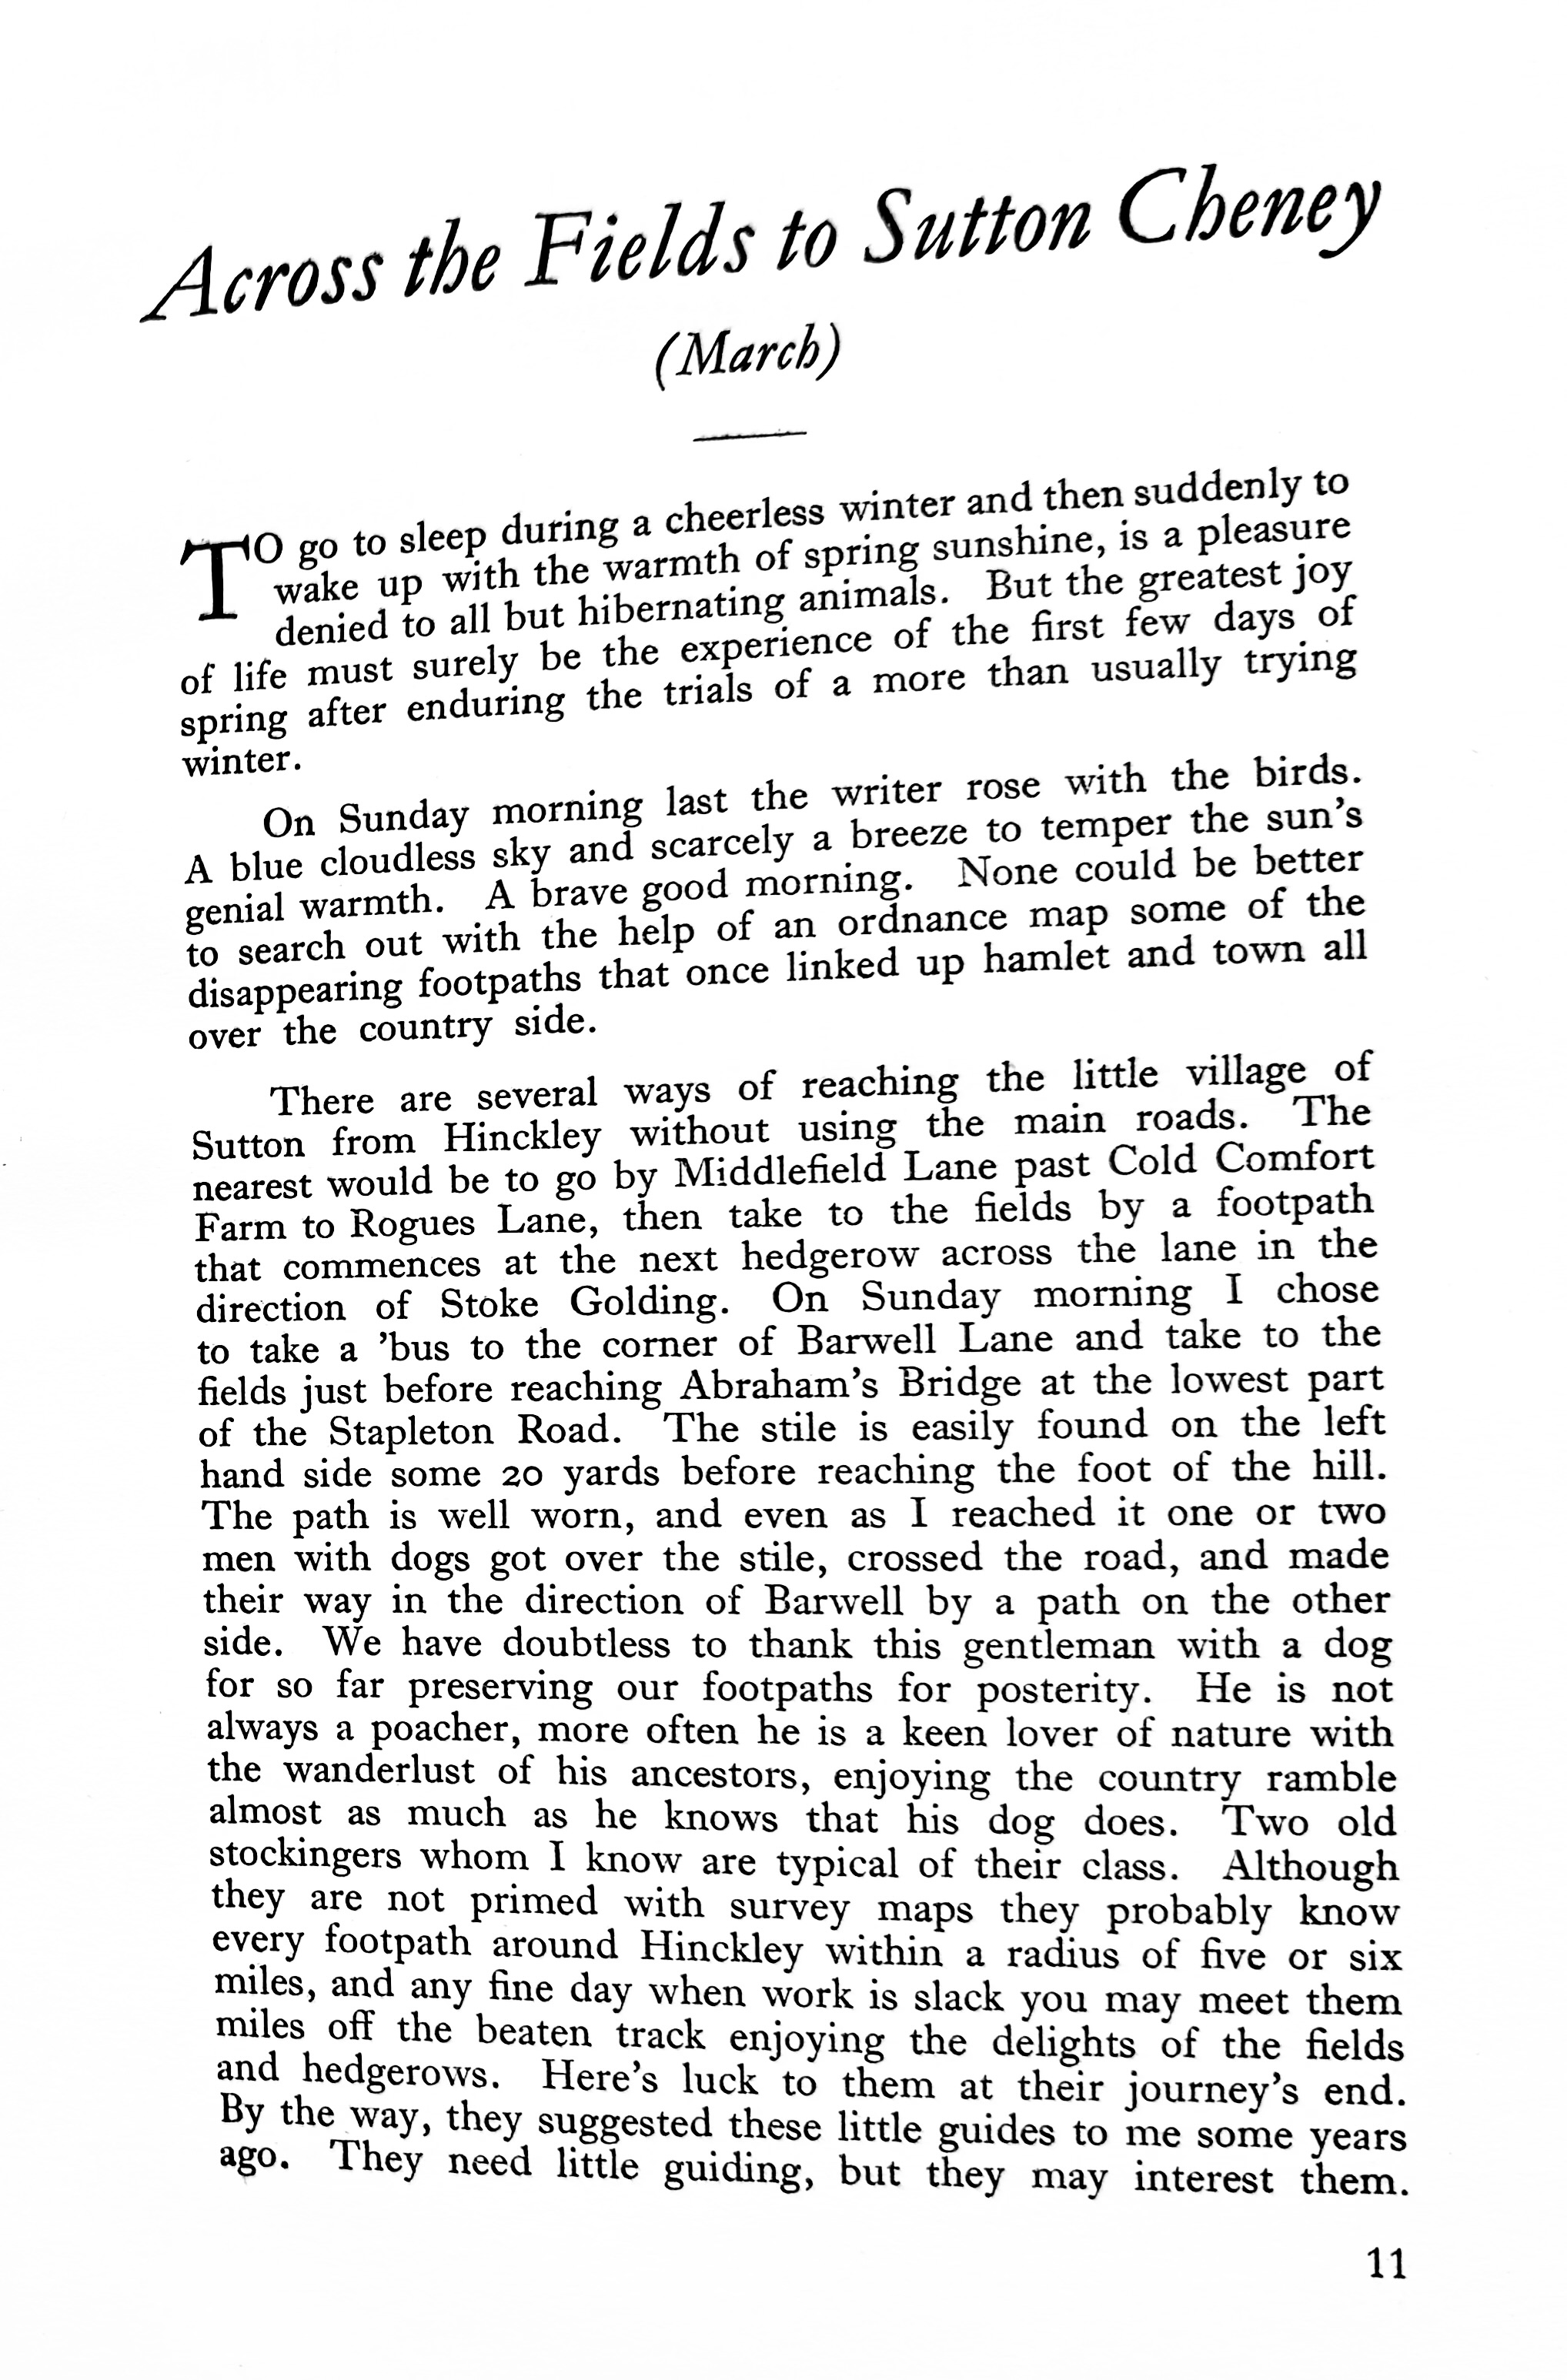 Across the Fields to Sutton Cheney
(March)
TO go to sleep during a cheerless winter and then suddenly to
wake up with the warmth of spring sunshine, is a pleasure
denied to all but hibernating animals. But the greatest joy
of life must surely be the experience of the first few days of
spring after enduring the trials of a more than usually trying
winter.
On Sunday morning last the writer rose with the birds.
A blue cloudless sky and scarcely a breeze to temper the sun's
genial warmth. A brave good morning. None could be better
to search out with the help of an ordnance map some of the
disappearing footpaths that once linked up hamlet and town all
over the country side.
There are several ways of reaching the little village of
Sutton from Hinckley without using the main roads. The
nearest would be to go by Middlefield Lane past Cold Comfort
Farm to Rogues Lane, then take to the fields by a footpath
that commences at the next hedgerow across the lane in the
direction of Stoke Golding. On Sunday morning I chose
to take a 'bus to the corner of Barwell Lane and take to the
fields just before reaching Abraham's Bridge at the lowest part
of the Stapleton Road. The stile is easily found on the left
hand side some 20 yards before reaching the foot of the hill.
The path is well worn, and even as I reached it one or two
men with dogs got over the stile, crossed the road, and made
their way in the direction of Barwell by a path on the other
side. We have doubtless to thank this gentleman with a dog
for so far preserving our footpaths for posterity. He is not
always a poacher, more often he is a keen lover of nature with
the wanderlust of his ancestors, enjoying the country ramble
almost as much as he knows that his dog does. Two old
stockingers whom I know are typical of their class. Although
they are not primed with survey maps they probably know
every footpath around Hinckley within a radius of five or six
miles, and any fine day when work is slack you may meet them
miles off the beaten track enjoying the delights of the fields
and hedgerows. Here's luck to them at their journey's end.
By the way, they suggested these little guides to me some years
ago. They need little guiding, but they may interest them.
11